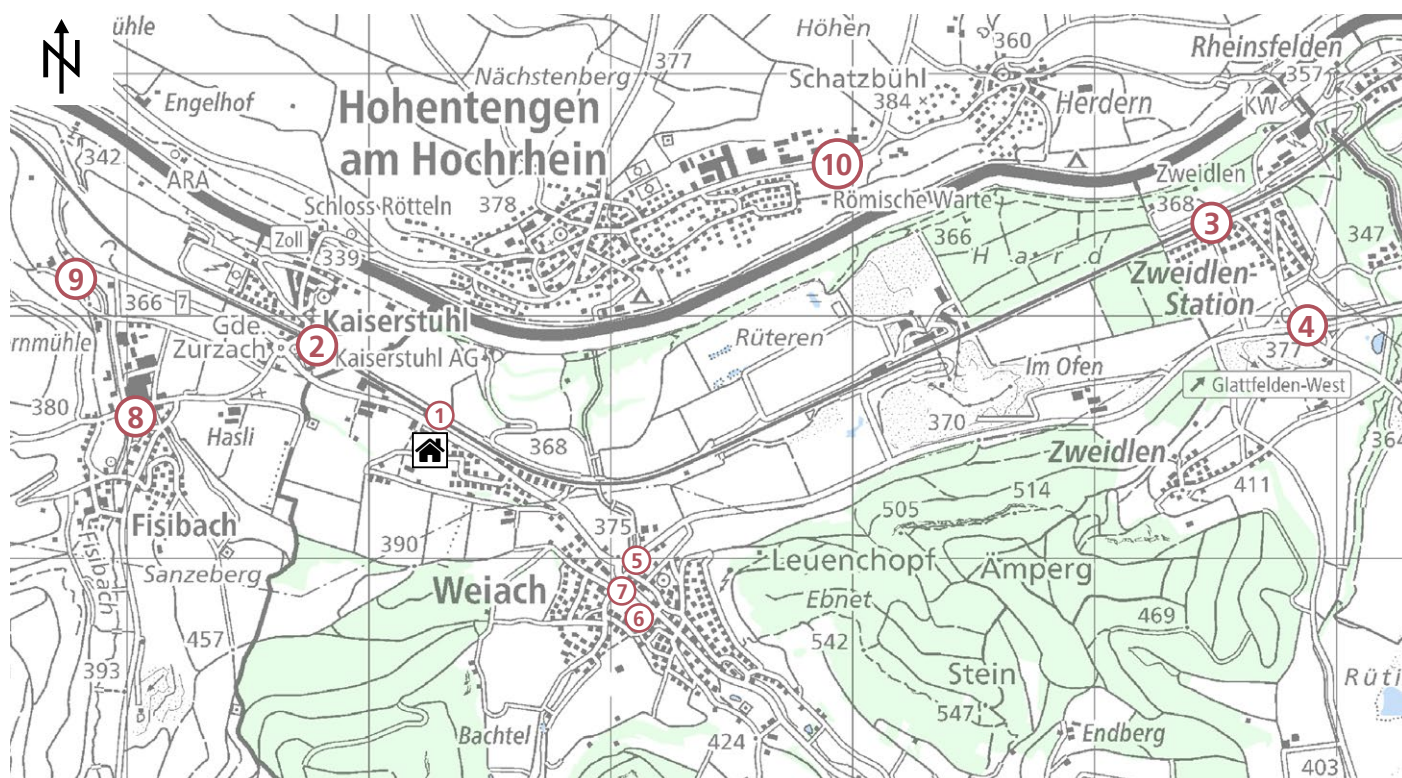 N
ühle
Höhen
360
Rheinsfelden
377
Nächstenberg
Schatzbühl
357
Engelhof
Hohentengen
am Hochrhein
384
Herdern
KW
342
10
ARA
Zweidlen
Schloss Rötteln
378
Römische Warte
368
3
Zoll
366
347
339
Hard
9
Zweidlen-
Station
366
7
Kaiserstuhl
4
Gde.
Zurzach
2
Kaiserstuhl AG
Rüteren
377
Im Ofen
Glattfelden-West
380
8
1
Hasli
368
370
364
Zweidlen
411
514
505
Fisibach
375
390
Fisibach
Sanzeberg
5
Leuenchopf
Ämperg
Weiach
7
Ebnet
6
469
457
542
393
Stein
Rüti
547
Bachtel
424
Endberg
403